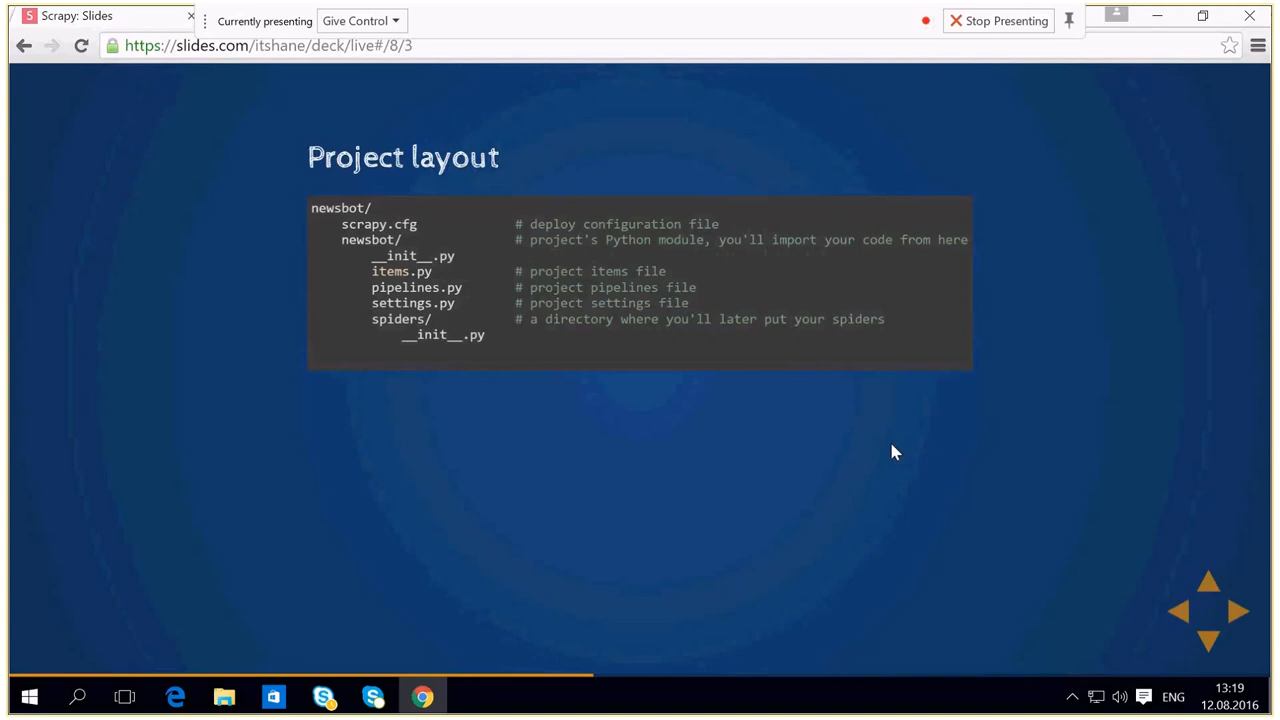 Scrapy: Slides
Currently presenting
Give Control
Stop Presenting
https://slides.com/itshane/deck/live#/8/3
Project layout
newsbot/
    scrapy.cfg             # deploy configuration file
    newsbot/               # project's Python module, you'll import your code from here
        __init__.py
        items.py           # project items file
        pipelines.py       # project pipelines file
        settings.py        # project settings file
        spiders/           # a directory where you'll later put your spiders
            __init__.py
ENG
13:19
12.08.2016